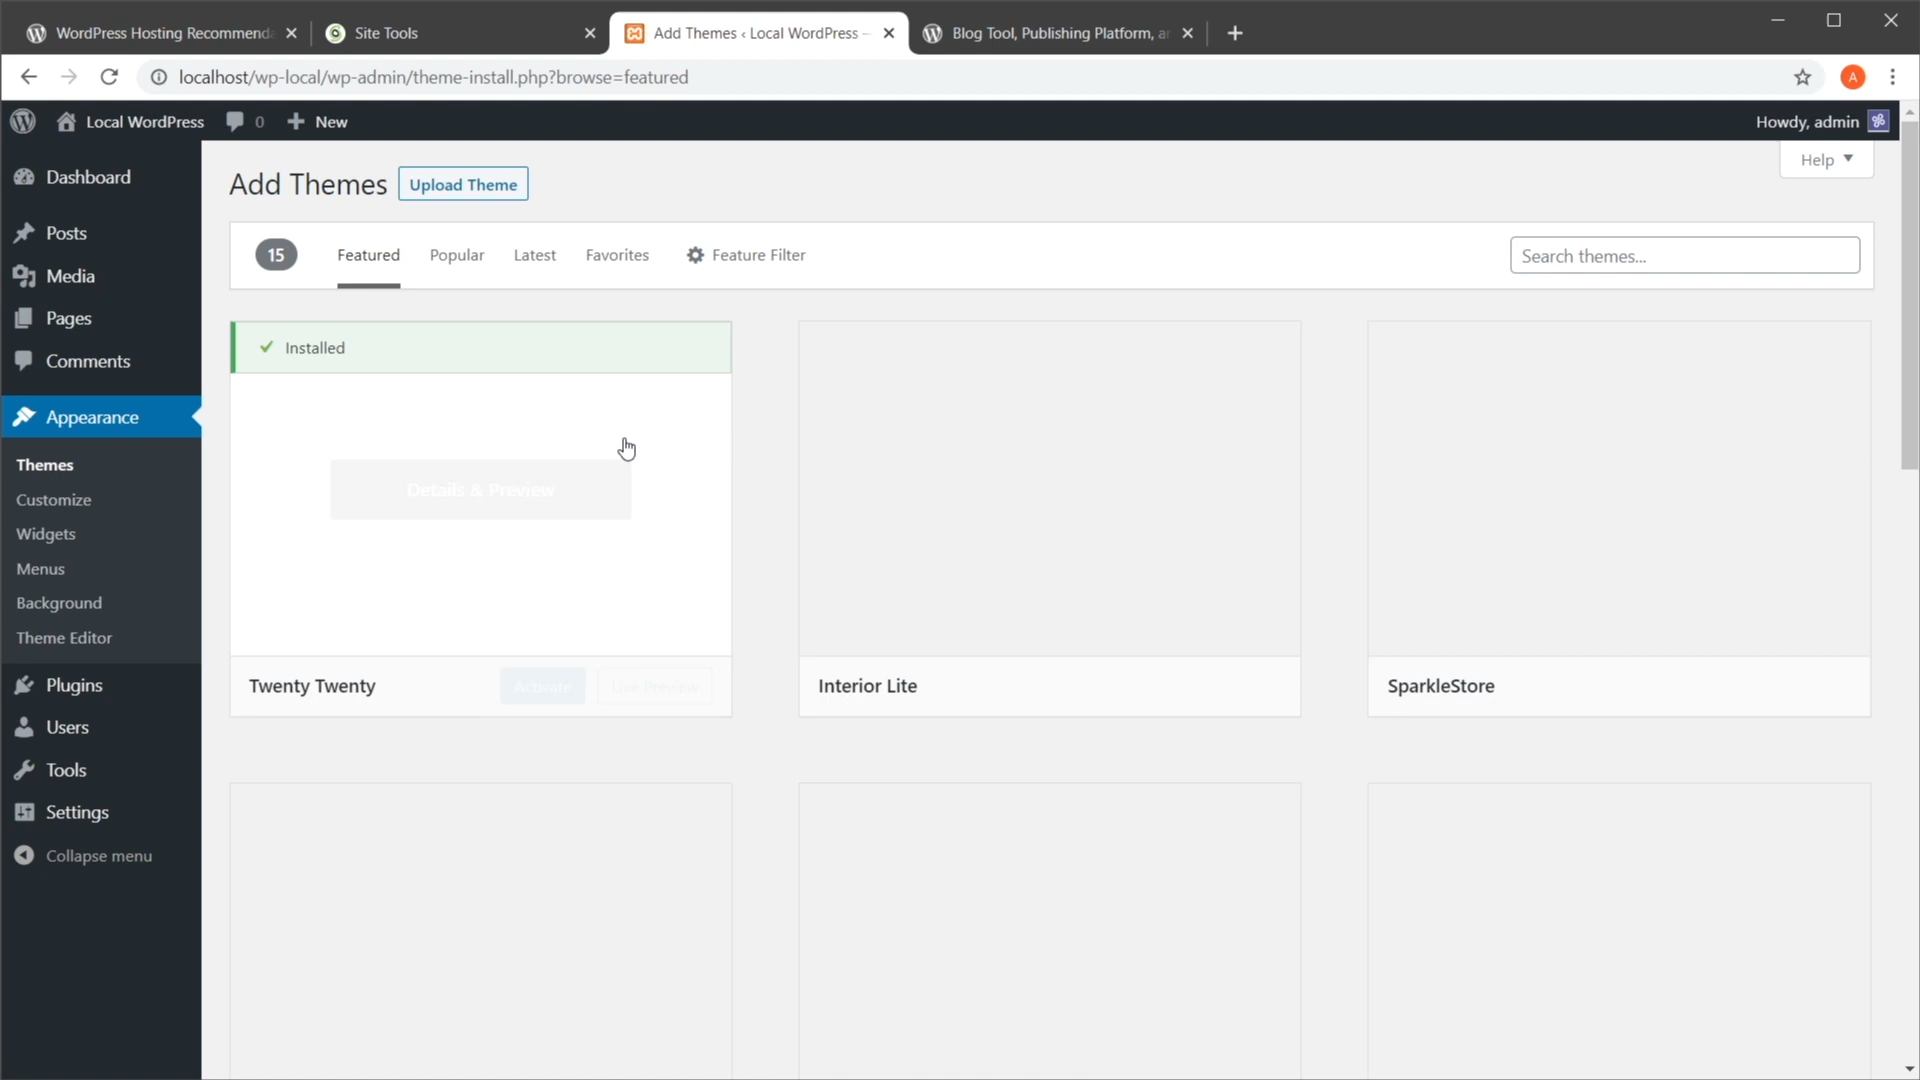 WordPress Hosting Recommenda
Site Tools
Add Themes ‹ Local WordPress —
Blog Tool, Publishing Platform, an
localhost/wp-local/wp-admin/theme-install.php?browse=featured
A
Local WordPress
0
New
Howdy, admin
Dashboard
Posts
Media
Pages
Comments
Appearance
Themes
Customize
Widgets
Menus
Background
Theme Editor
Plugins
Users
Tools
Settings
Collapse menu
Help
Add Themes
Upload Theme
15
Featured
Popular
Latest
Favorites
Feature Filter
Search themes...
Installed
Details & Preview
Twenty Twenty
Activate
Live Preview
Interior Lite
SparkleStore